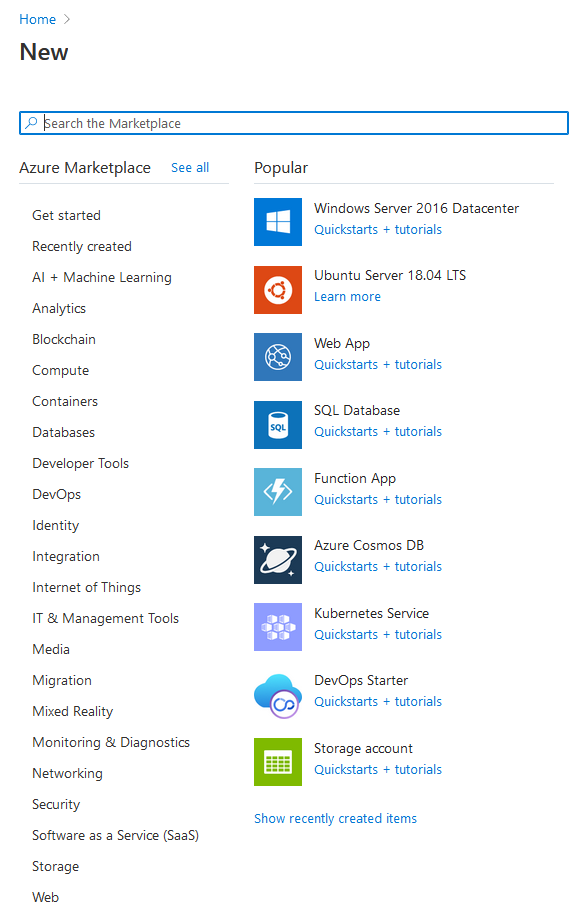 Home
New
Search the Marketplace
Azure Marketplace See all
Get started
Recently created
AI + Machine Learning
Analytics
Blockchain
Compute
Containers
Databases
Developer Tools
DevOps
Identity
Integration
Internet of Things
IT & Management Tools
Media
Migration
Mixed Reality
Monitoring & Diagnostics
Networking
Security
Software as a Service (SaaS)
Storage
Web
Popular
Windows Server 2016 Datacenter
Quickstarts + tutorials
Ubuntu Server 18.04 LTS
Learn more
Web App
Quickstarts + tutorials
SQL
SQL Database
Quickstarts + tutorials
Function App
Quickstarts + tutorials
Azure Cosmos DB
Quickstarts + tutorials
Kubernetes Service
Quickstarts + tutorials
DevOps Starter
Quickstarts + tutorials
Storage account
Quickstarts + tutorials
Show recently created items